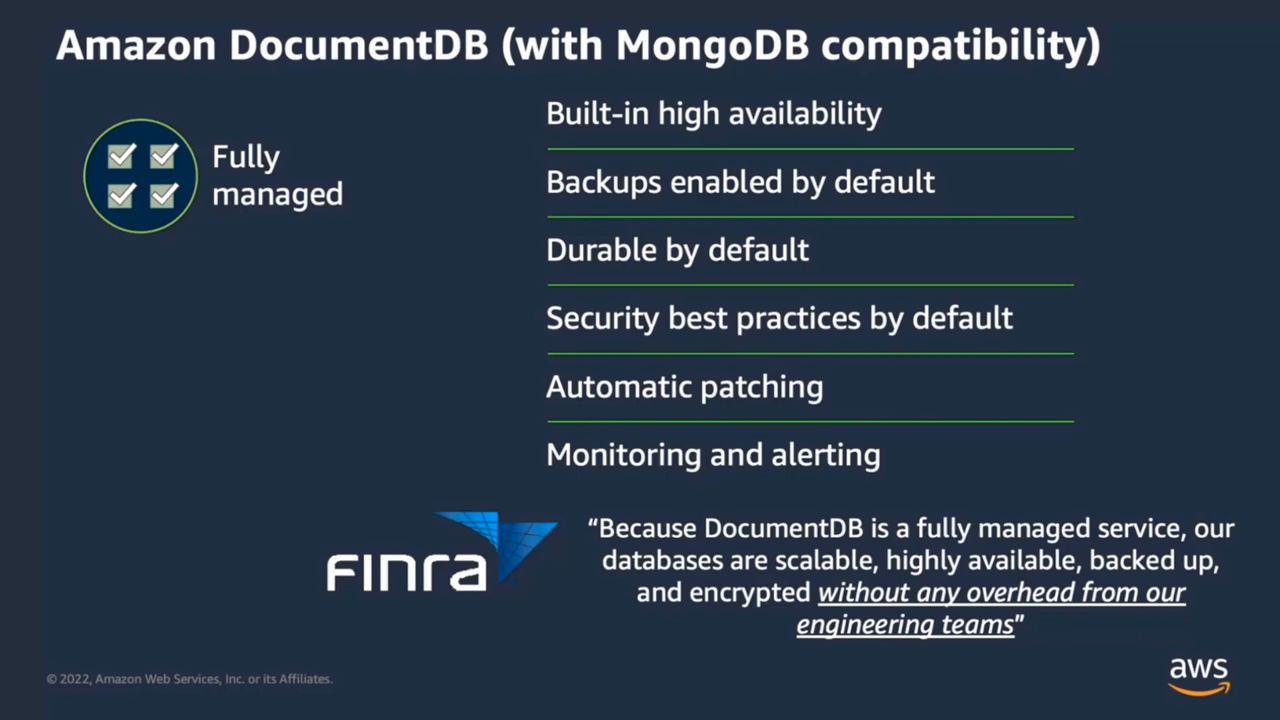 Amazon DocumentDB (with MongoDB compatibility)
Fully
managed
Built-in high availability
Backups enabled by default
Durable by default
Security best practices by default
Automatic patching
Monitoring and alerting
FINRA
“Because DocumentDB is a fully managed service, our
databases are scalable, highly available, backed up,
and encrypted without any overhead from our
engineering teams”
© 2022, Amazon Web Services, Inc. or its Affiliates.
aws